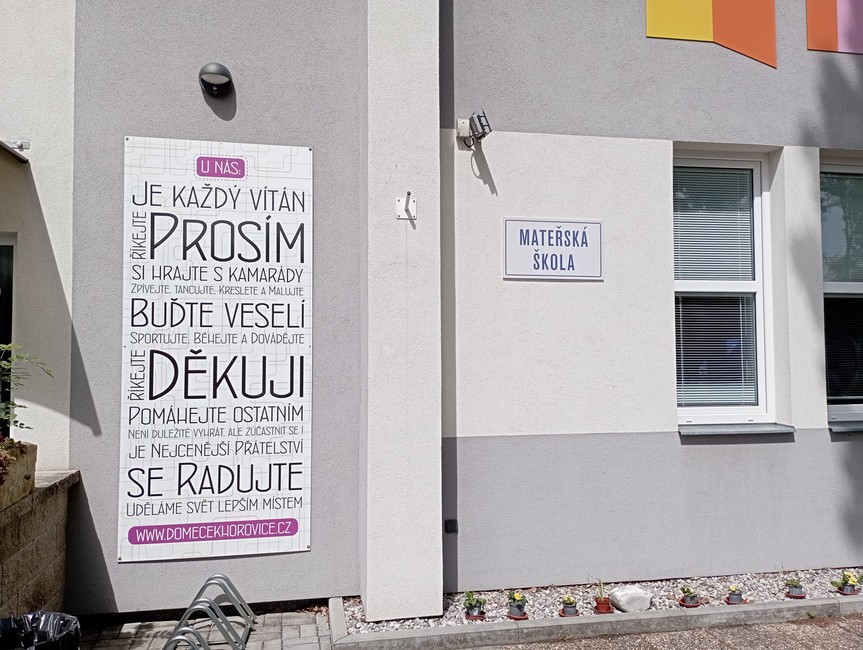 U NÁS:
JE KAŽDÝ VÍTÁN
ŘÍKEJTE PROSÍM
SI HRAJTE S KAMARÁDY
ZPÍVEJTE, TANCUJTE, KRESLETE A MALUJTE
BUĎTE VESELÍ
SPORTUJTE, BĚHEJTE A DOVÁDĚJTE
ŘÍKEJTE DĚKUJI
POMÁHEJTE OSTATNÍM
NENÍ DŮLEŽITÉ VYHRÁT, ALE ZÚČASTNIT SE I
JE NEJCENĚJŠÍ PŘÁTELSTVÍ
SE RADUJTE
UDĚLÁME SVĚT LEPŠÍM MÍSTEM
WWW.DOMECEKHOROVICE.CZ
MATEŘSKÁ
ŠKOLA